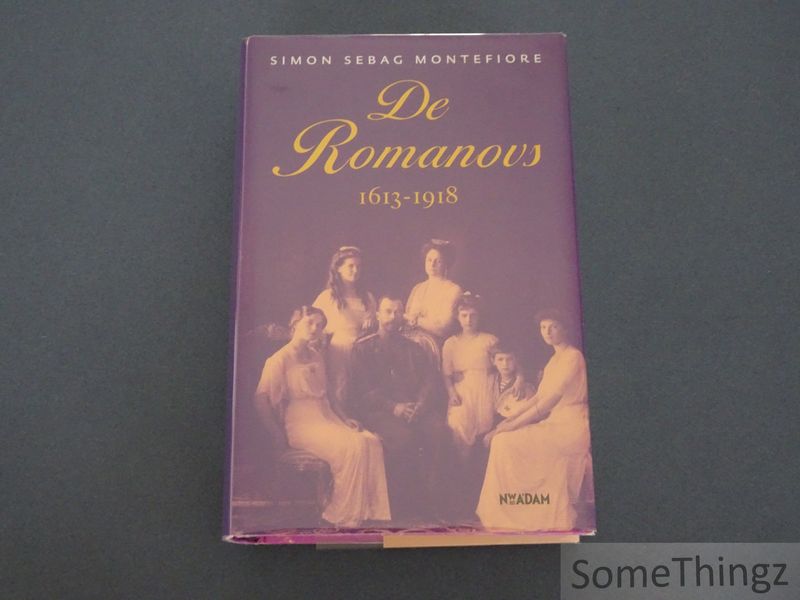 SIMON SEBAG MONTEFIORE
De
Romanovs
1613-1918
NWADAM
SomeThingz